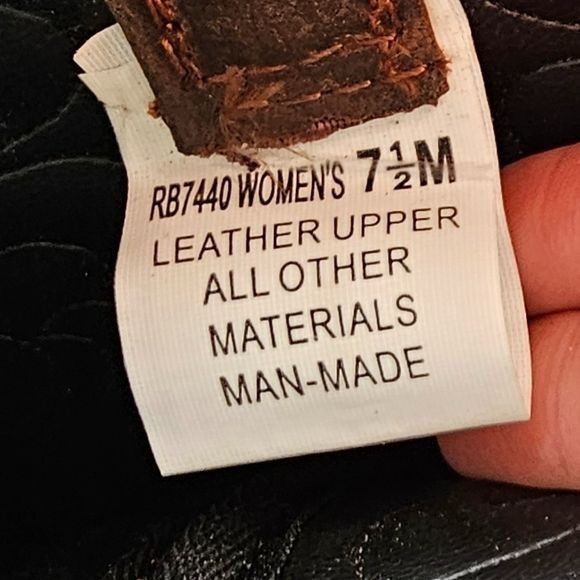 RB7440 WOMEN'S 7½M
LEATHER UPPER
ALL OTHER
MATERIALS
MAN-MADE